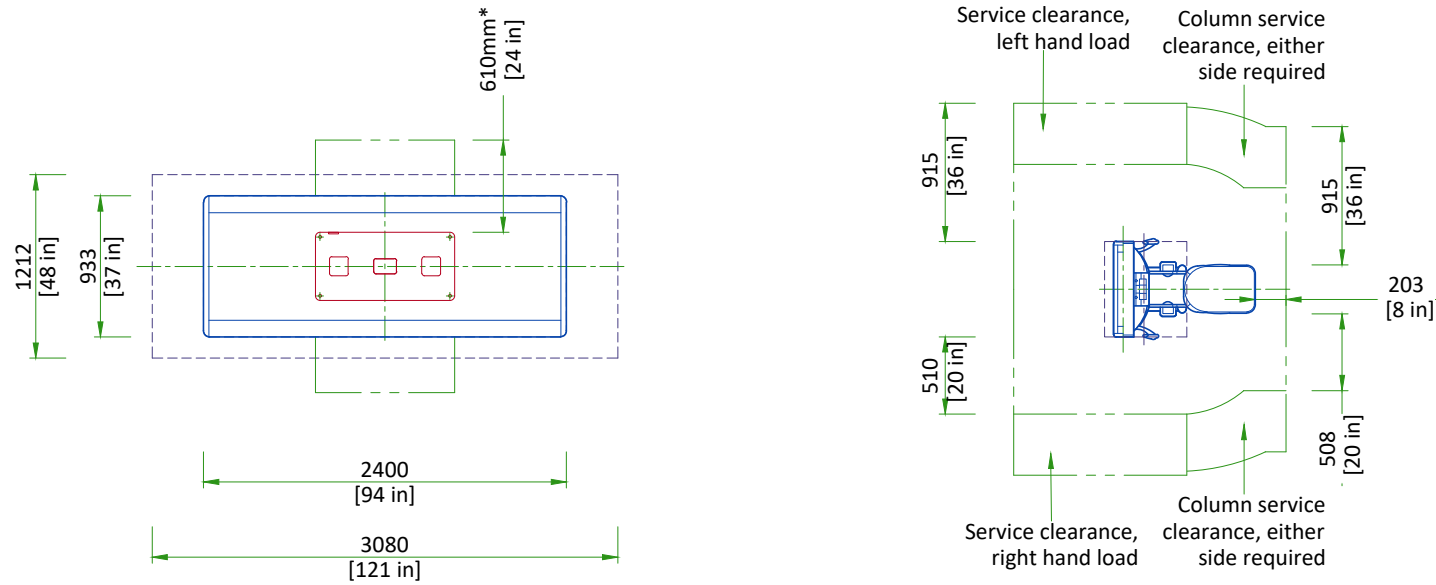 610mm*
[24 in]
1212
[48 in]
933
[37 in]
2400
[94 in]
3080
[121 in]
Service clearance,
left hand load
Column service
clearance, either
side required
915
[36 in]
915
[36 in]
203
[8 in]
510
[20 in]
508
[20 in]
Service clearance,
right hand load
Column service
clearance, either
side required